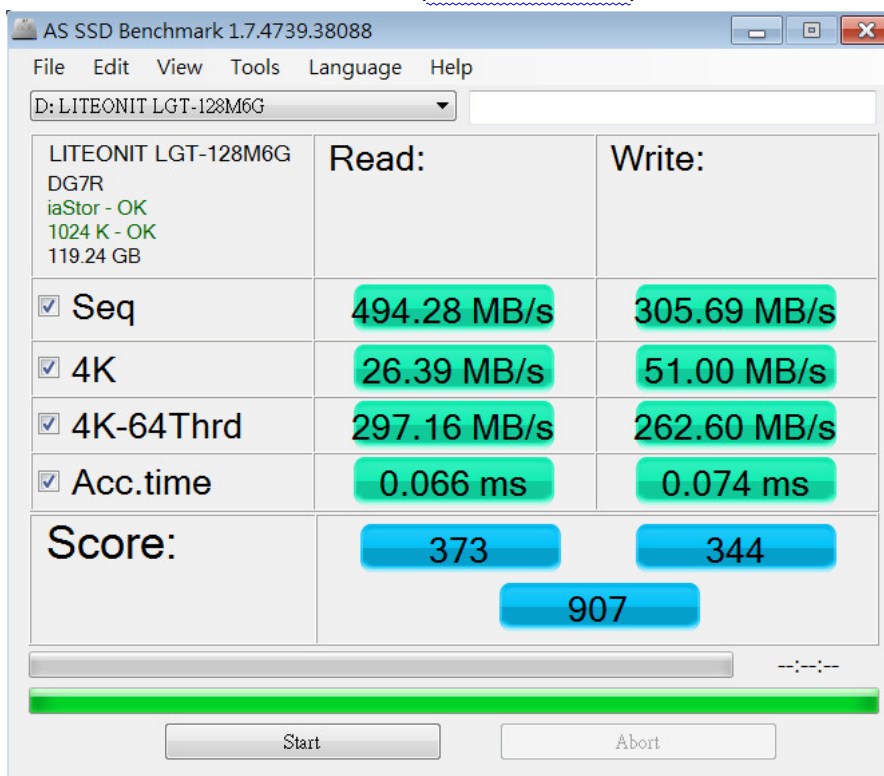 AS SSD Benchmark 1.7.4739.38088
File Edit View Tools Language Help
D: LITEONIT LGT-128M6G
LITEONIT LGT-128M6G
DG7R
iaStor - OK
1024 K - OK
119.24 GB
Read:
Write:
Seq 494.28 MB/s 305.69 MB/s
4K 26.39 MB/s 51.00 MB/s
4K-64Thrd 297.16 MB/s 262.60 MB/s
Acc.time 0.066 ms 0.074 ms
Score: 373 344
907
--:--:--
Start Abort